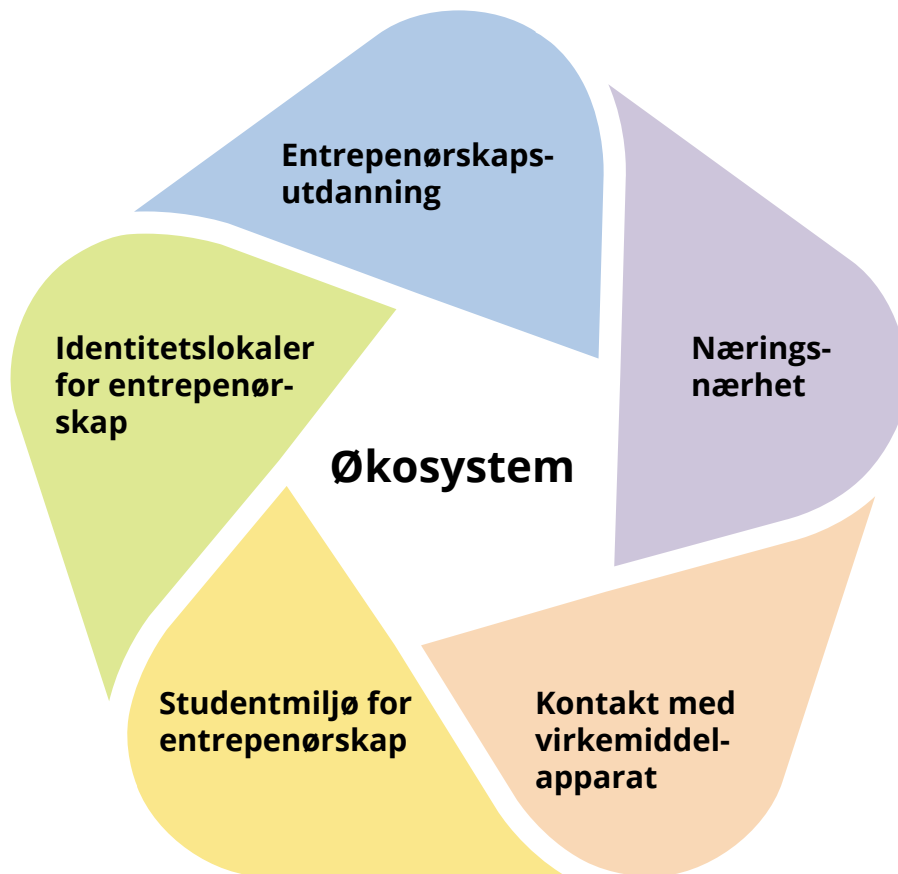 Entrepenørskaps-
utdanning
Nærings-
nærhet
Identitetslokaler
for entrepenør-
skap
Økosystem
Studentmiljø for
entrepenørskap
Kontakt med
virkemiddel-
apparat